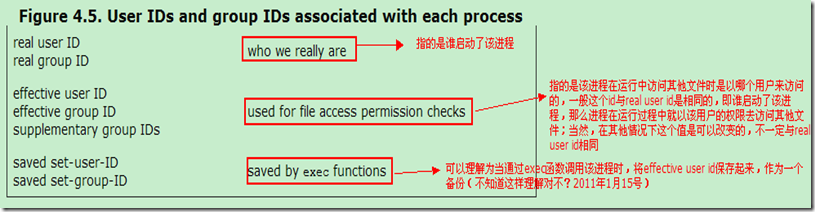 Figure 4.5. User IDs and group IDs associated with each process
real user ID
real group ID
who we really are
指的是谁启动了该进程
effective user ID
effective group ID
supplementary group IDs
used for file access permission checks
指的是该进程在运行中访问其他文件时是以哪个用户来访问
的，一般这个id与real user id是相同的，即谁启动了该进
程，那么进程在运行过程中就以该用户的权限去访问其他文
件；当然，在其他情况下这个值是可以改变的，不一定与real
user id相同
saved set-user-ID
saved set-group-ID
saved by exec functions
可以理解为当通过exec函数调用该进程时，将effective user id保存起来，作为一个
备份（不知道这样理解对不？2011年1月15号）